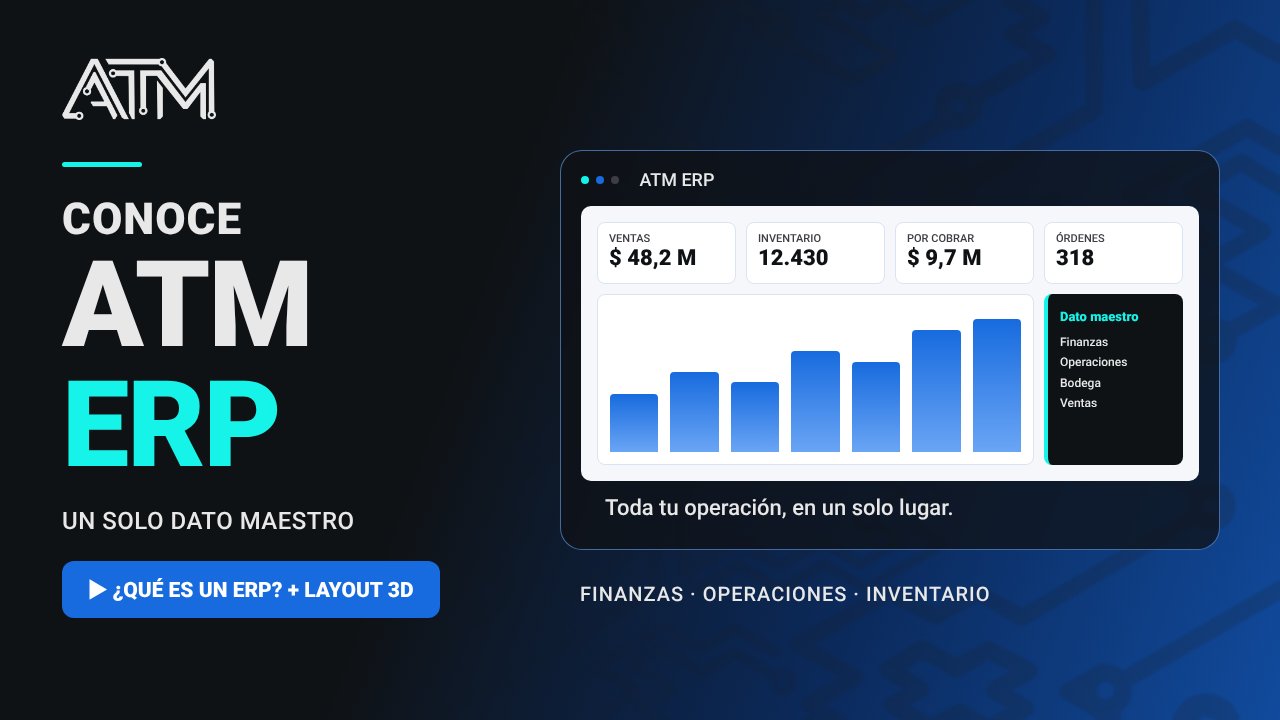 ATM
CONOCE
ATM
ERP
UN SOLO DATO MAESTRO
▶ ¿QUÉ ES UN ERP? + LAYOUT 3D
ATM ERP
VENTAS
$ 48,2 M
INVENTARIO
12.430
POR COBRAR
$ 9,7 M
ÓRDENES
318
Dato maestro
Finanzas
Operaciones
Bodega
Ventas
Toda tu operación, en un solo lugar.
FINANZAS · OPERACIONES · INVENTARIO